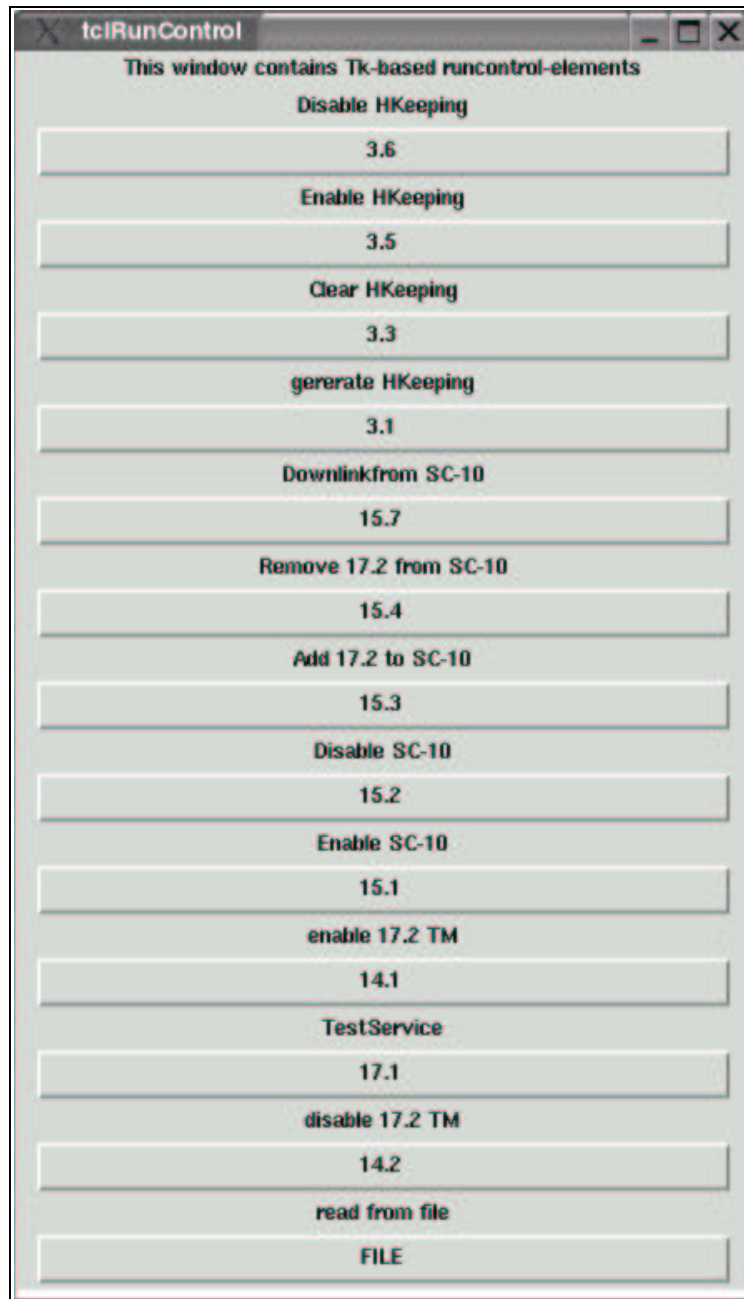 tclRunControl
This window contains Tk-based runcontrol-elements
Disable HKeeping
3.6
Enable HKeeping
3.5
Clear HKeeping
3.3
gererate HKeeping
3.1
Downlinkfrom SC-10
15.7
Remove 17.2 from SC-10
15.4
Add 17.2 to SC-10
15.3
Disable SC-10
15.2
Enable SC-10
15.1
enable 17.2 TM
14.1
TestService
17.1
disable 17.2 TM
14.2
read from file
FILE